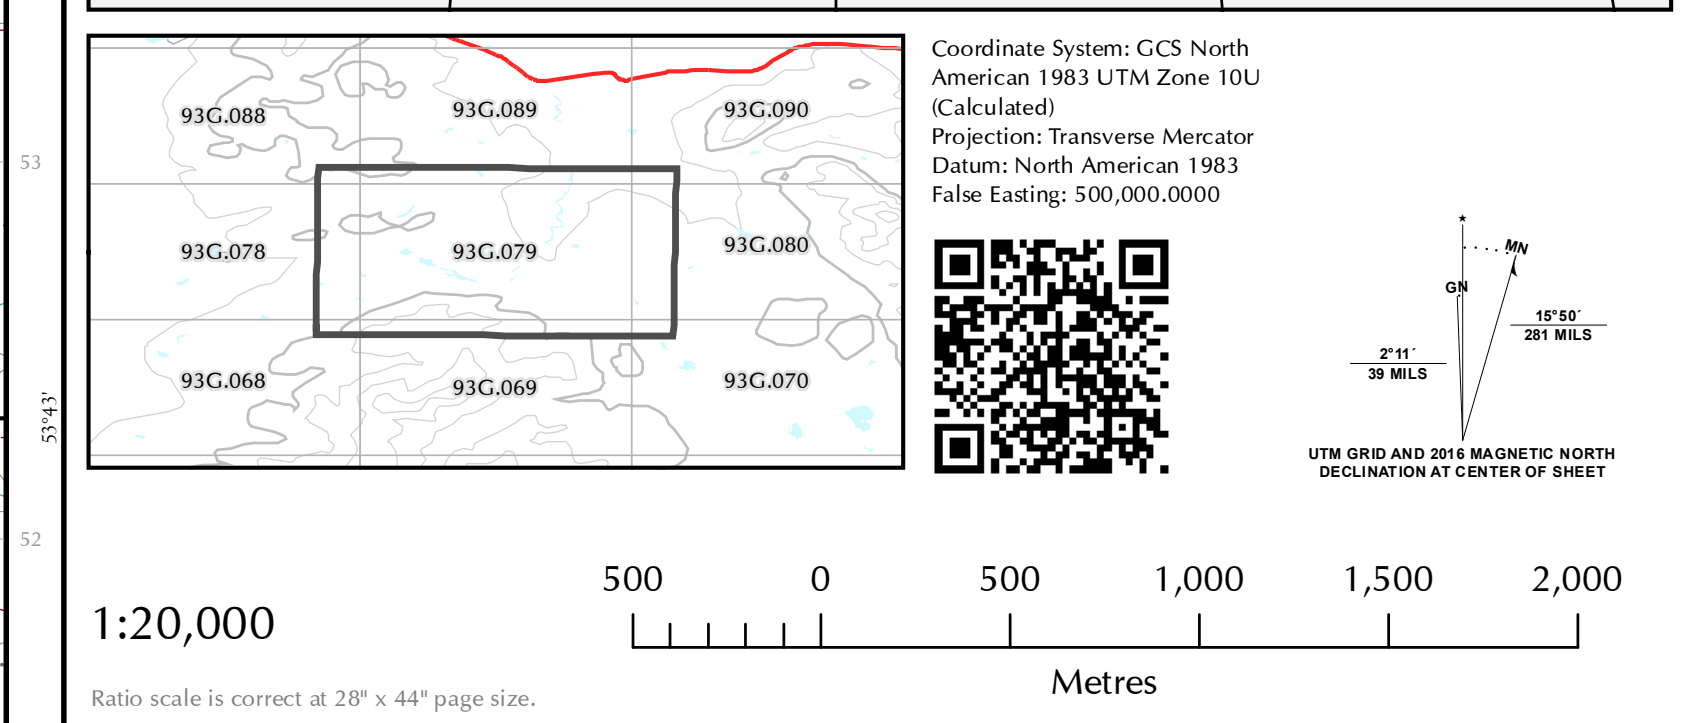 53
53°43'
52
93G.088
93G.089
93G.090
93G.078
93G.079
93G.080
93G.068
93G.069
93G.070
Coordinate System: GCS North
American 1983 UTM Zone 10U
(Calculated)
Projection: Transverse Mercator
Datum: North American 1983
False Easting: 500,000.0000
MN
GN
15°50´
281 MILS
2°11´
39 MILS
UTM GRID AND 2016 MAGNETIC NORTH
DECLINATION AT CENTER OF SHEET
1:20,000
500 0 500 1,000 1,500 2,000
Metres
Ratio scale is correct at 28" x 44" page size.